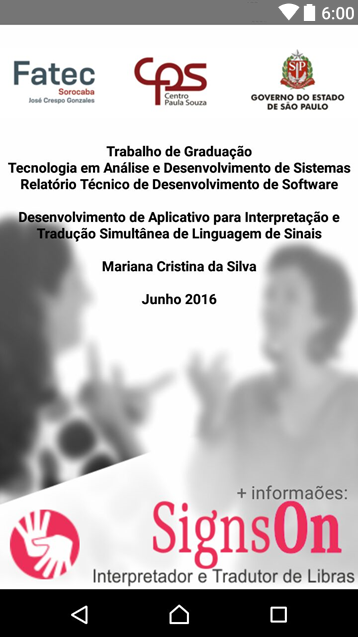 6:00
Fatec
Sorocaba
José Crespo Gonzales
CPS
Centro
Paula Souza
SP
GOVERNO DO ESTADO
DE SÃO PAULO
Trabalho de Graduação
Tecnologia em Análise e Desenvolvimento de Sistemas
Relatório Técnico de Desenvolvimento de Software
Desenvolvimento de Aplicativo para Interpretação e
Tradução Simultânea de Linguagem de Sinais
Mariana Cristina da Silva
Junho 2016
+ informaões:
SignsOn
Interpretador e Tradutor de Libras